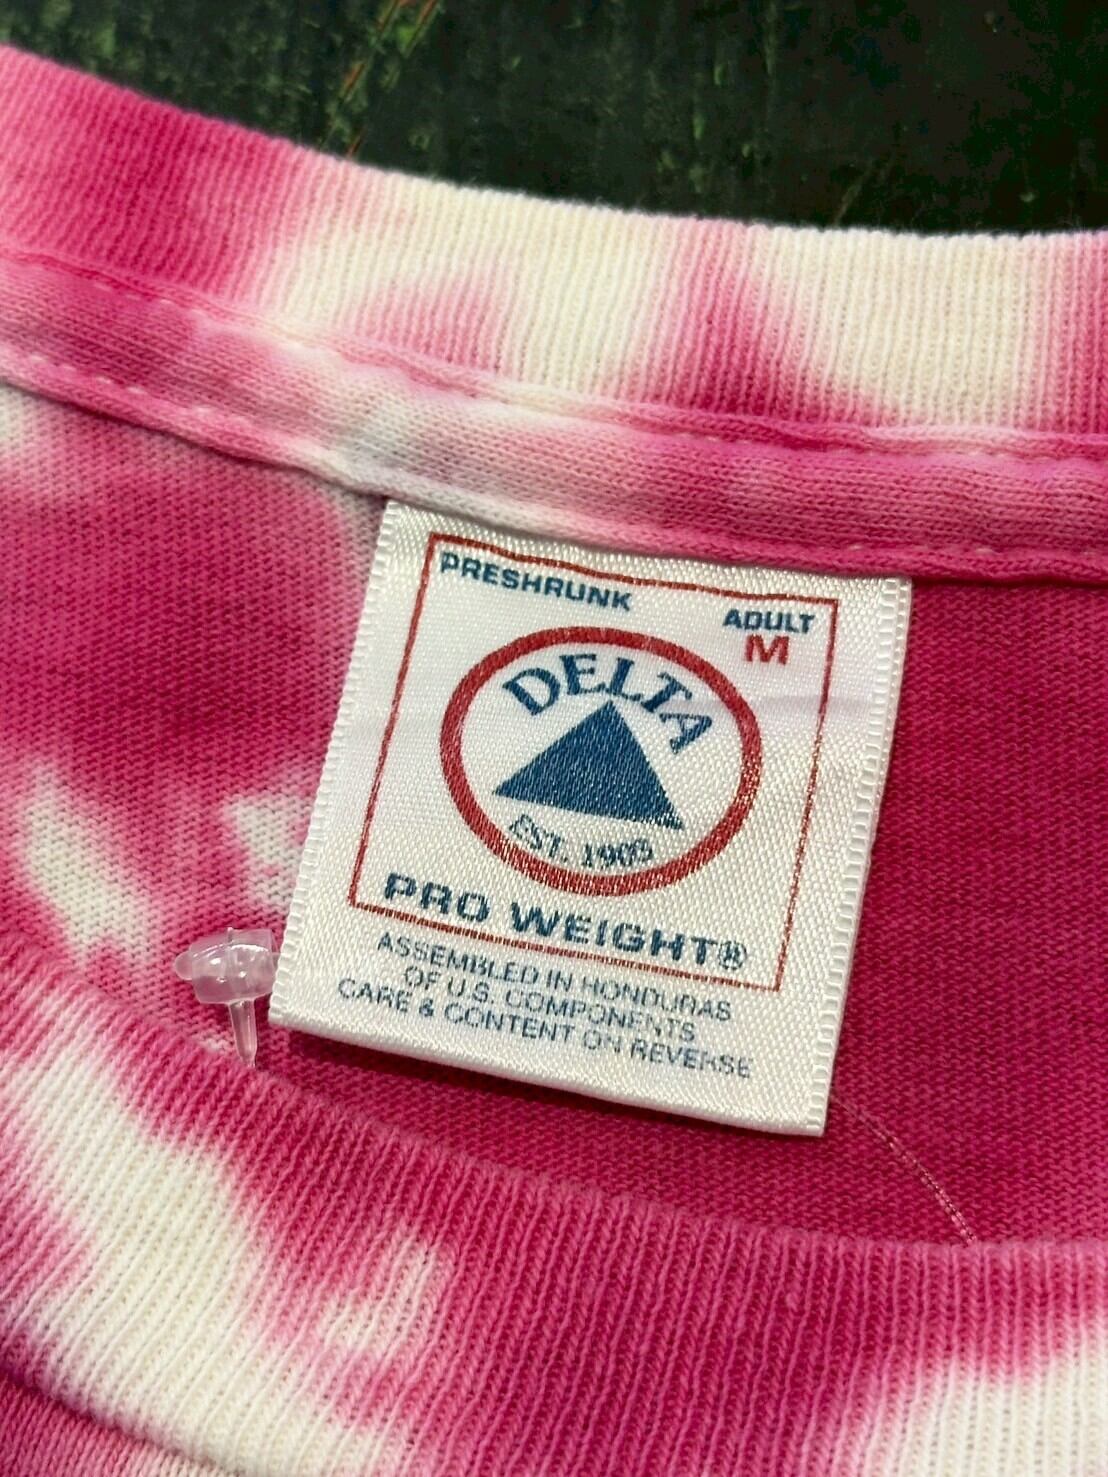 PRESHRUNK
ADULT
M
DELTA
EST. 1903
PRO WEIGHT®
ASSEMBLED IN HONDURAS
OF U.S. COMPONENTS
CARE & CONTENT ON REVERSE